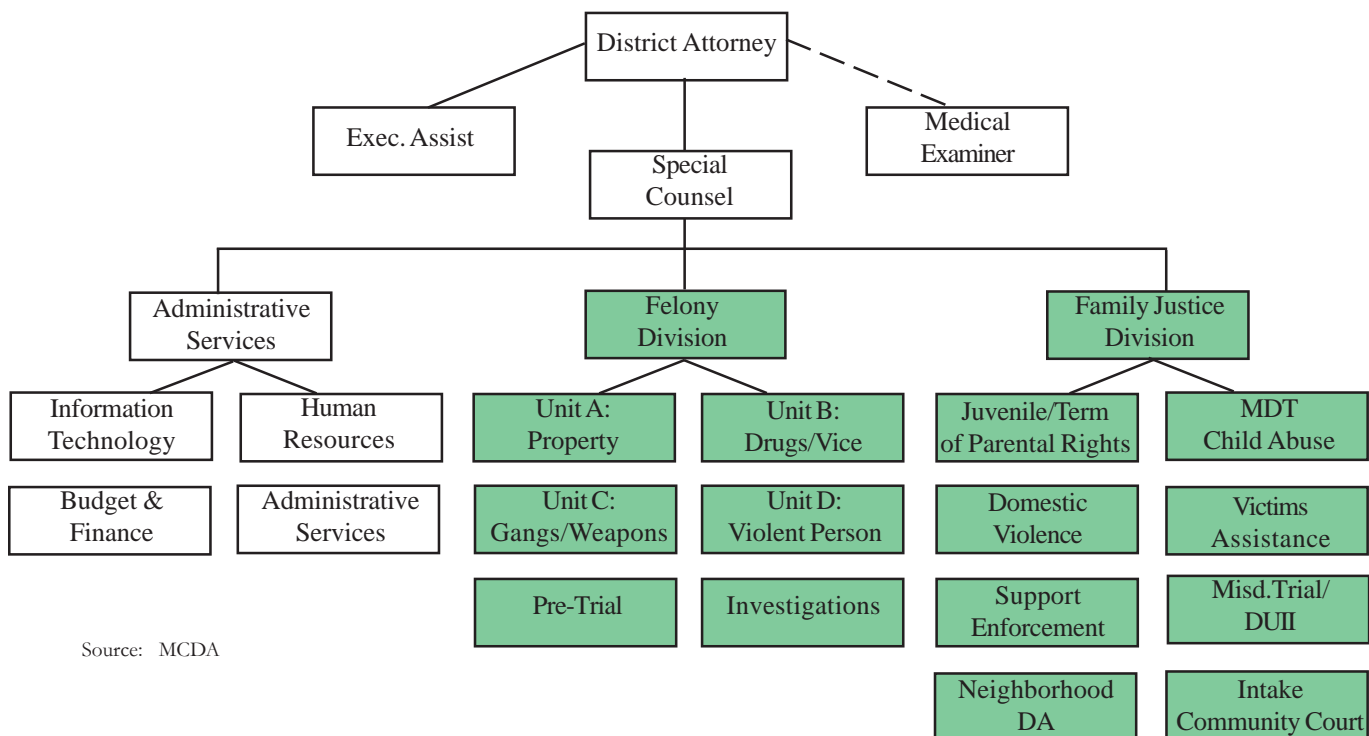 District Attorney
Exec. Assist
Medical
Examiner
Special
Counsel
Administrative
Services
Felony
Division
Family Justice
Division
Information
Technology
Human
Resources
Unit A:
Property
Unit B:
Drugs/Vice
Juvenile/Term
of Parental Rights
MDT
Child Abuse
Budget &
Finance
Administrative
Services
Unit C:
Gangs/Weapons
Unit D:
Violent Person
Domestic
Violence
Victims
Assistance
Pre-Trial
Investigations
Support
Enforcement
Misd.Trial/
DUII
Source: MCDA
Neighborhood
DA
Intake
Community Court